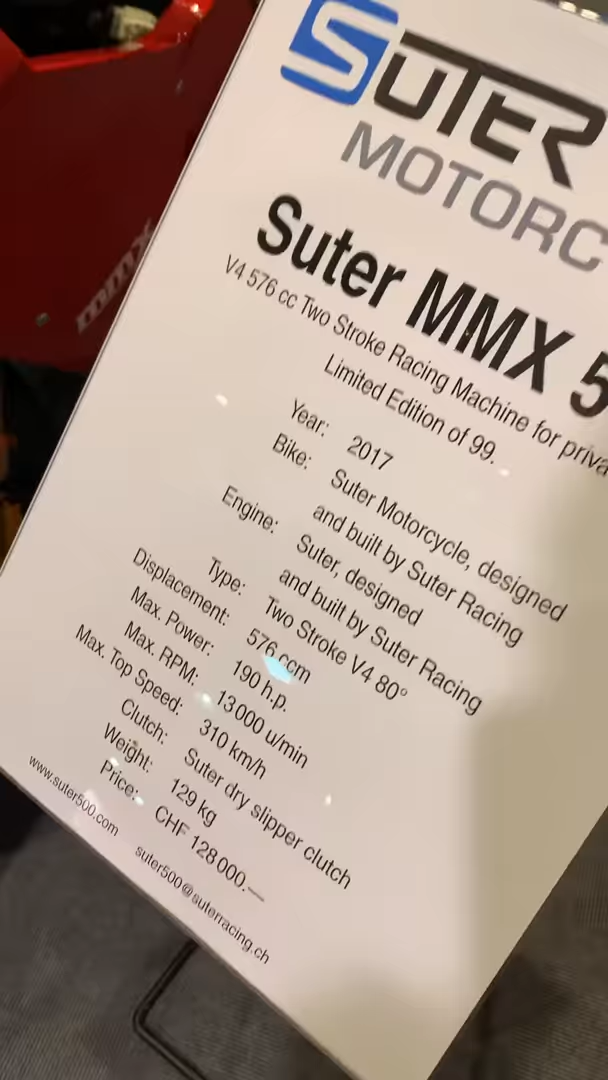 SUTER
MOTORC
Suter MMX 5
V4 576 cc Two Stroke Racing Machine for priva
Limited Edition of 99.
Year: 2017
Bike: Suter Motorcycle, designed
and built by Suter Racing
Engine: Suter, designed
and built by Suter Racing
Type: Two Stroke V4 80°
Displacement: 576 ccm
Max. Power: 190 h.p.
Max. RPM: 13 000 u/min
Max. Top Speed: 310 km/h
Clutch: Suter dry slipper clutch
Weight: 129 kg
Price: CHF 128 000.—
www.suter500.com suter500@suterracing.ch
mmx